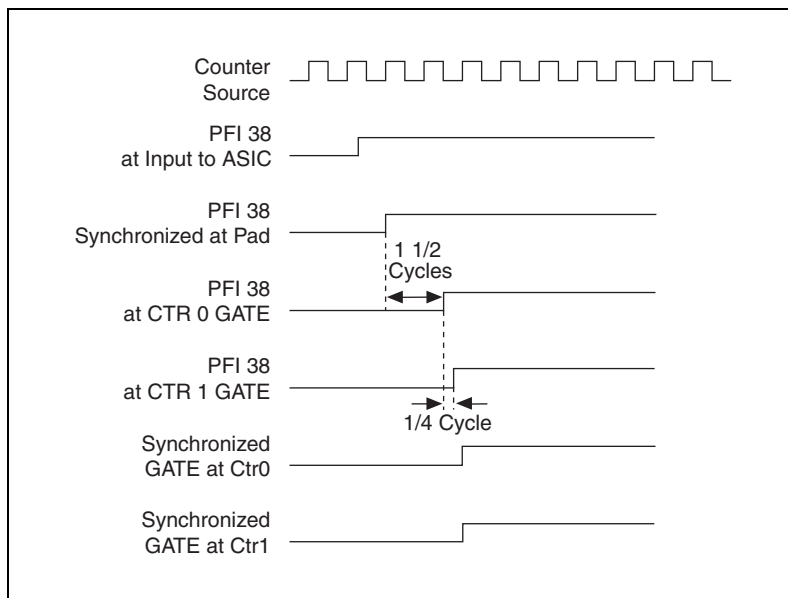 Counter
Source
PFI 38
at Input to ASIC
PFI 38
Synchronized at Pad
1 1/2
Cycles
PFI 38
at CTR 0 GATE
PFI 38
at CTR 1 GATE
1/4 Cycle
Synchronized
GATE at Ctr0
Synchronized
GATE at Ctr1